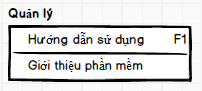 Quản lý
Hướng dẫn sử dụng F1
Giới thiệu phần mềm